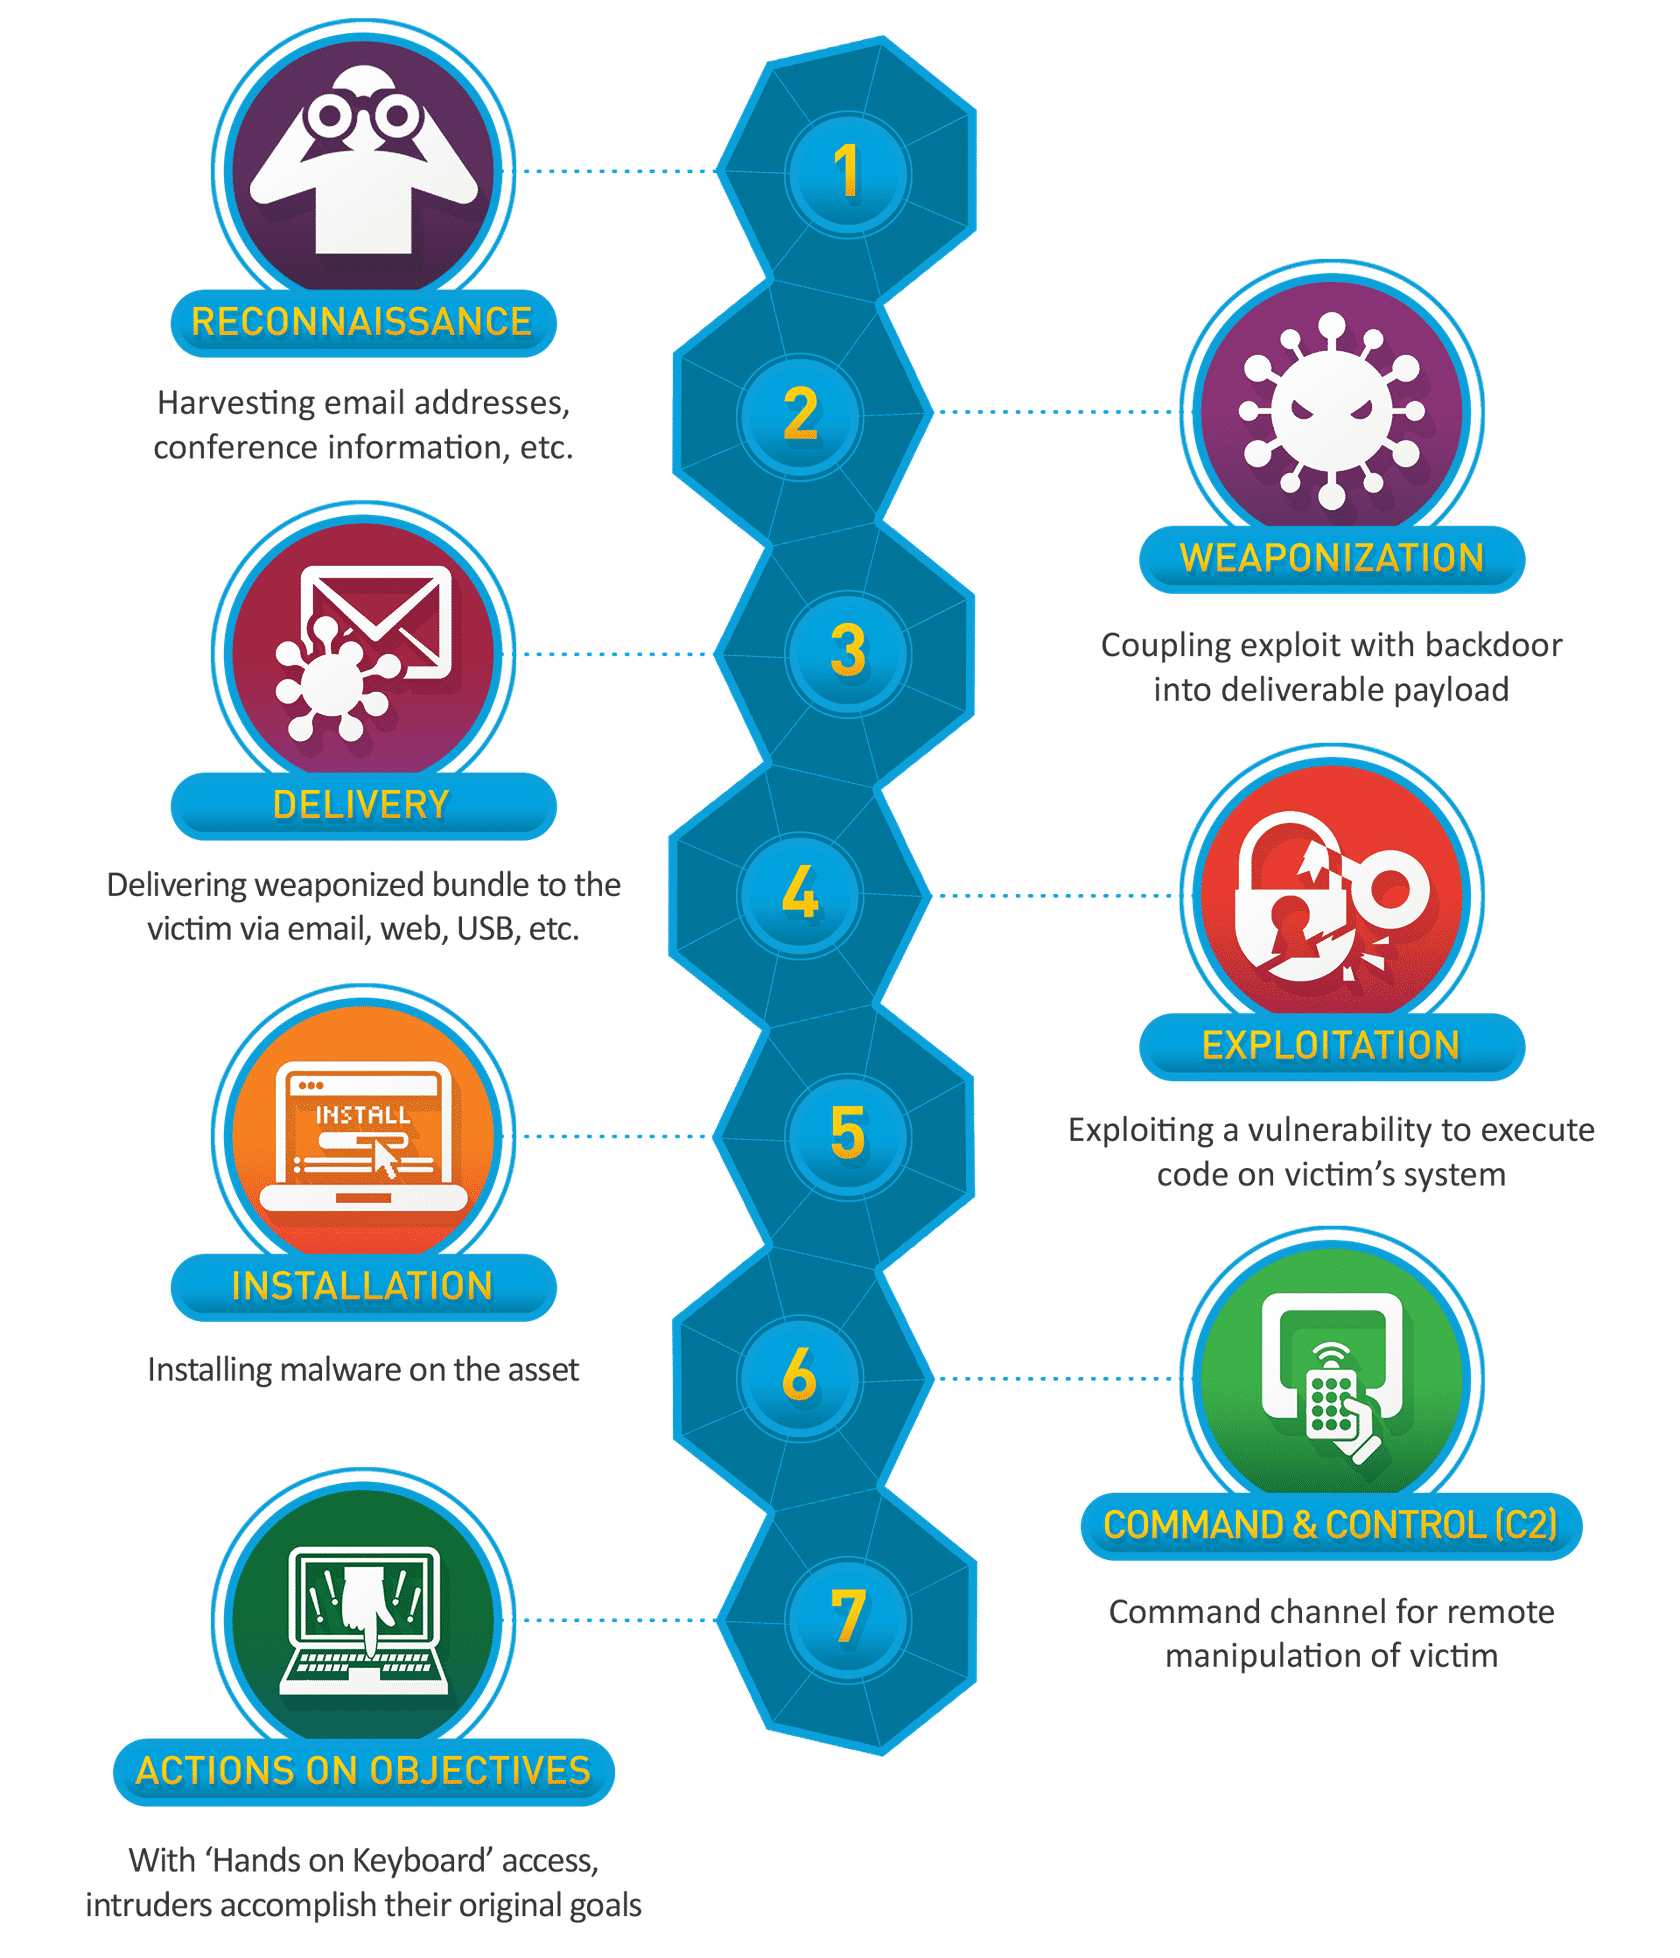 1
RECONNAISSANCE
Harvesting email addresses,
conference information, etc.
2
WEAPONIZATION
Coupling exploit with backdoor
into deliverable payload
3
DELIVERY
Delivering weaponized bundle to the
victim via email, web, USB, etc.
4
EXPLOITATION
Exploiting a vulnerability to execute
code on victim’s system
5
INSTALL
INSTALLATION
Installing malware on the asset
6
COMMAND & CONTROL (C2)
Command channel for remote
manipulation of victim
7
ACTIONS ON OBJECTIVES
With ‘Hands on Keyboard’ access,
intruders accomplish their original goals